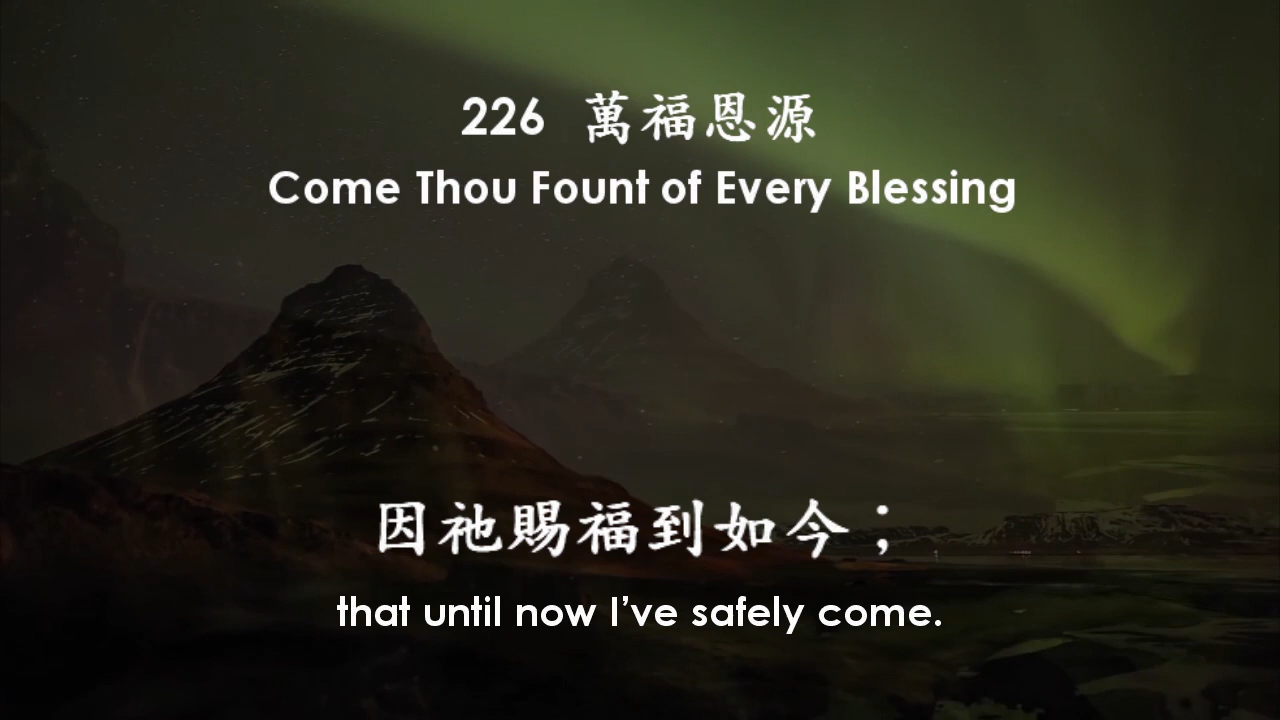 226 萬福恩源
Come Thou Fount of Every Blessing
因祂賜福到如今；
that until now I’ve safely come.